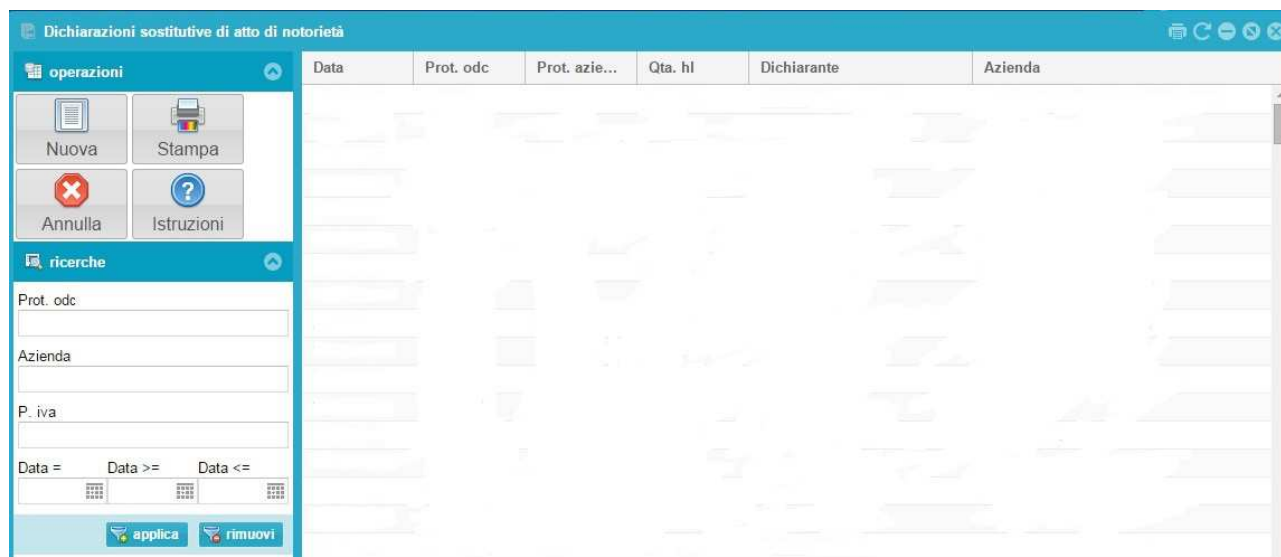 Dichiarazioni sostitutive di atto di notorietà
operazioni
Nuova Stampa
Annulla Istruzioni
ricerche
Prot. odc
Azienda
P. iva
Data = Data >= Data <=
applica rimuovi
Data Prot. odc Prot. azie... Qta. hl Dichiarante Azienda